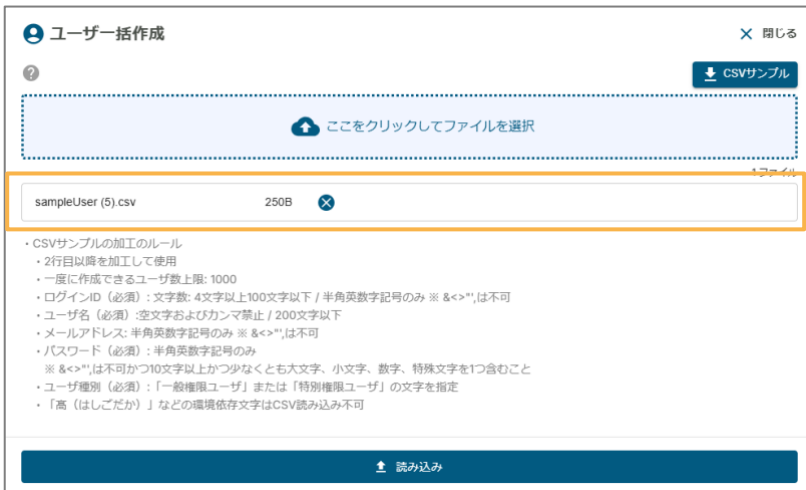 ユーザー一括作成
閉じる
CSVサンプル
ここをクリックしてファイルを選択
1ファイル
sampleUser (5).csv 250B
・CSVサンプルの加工のルール
・2行目以降を加工して使用
・一度に作成できるユーザ数上限: 1000
・ログインID（必須）: 文字数: 4文字以上100文字以下 / 半角英数字記号のみ ※ &<>"',は不可
・ユーザ名（必須）:空文字およびカンマ禁止 / 200文字以下
・メールアドレス: 半角英数字記号のみ ※ &<>"',は不可
・パスワード（必須）: 半角英数字記号のみ
※ &<>"',は不可かつ10文字以上かつ少なくとも大文字、小文字、数字、特殊文字を1つ含むこと
・ユーザ種別（必須）:「一般権限ユーザ」または「特別権限ユーザ」の文字を指定
・「髙（はしごだか）」などの環境依存文字はCSV読み込み不可
読み込み